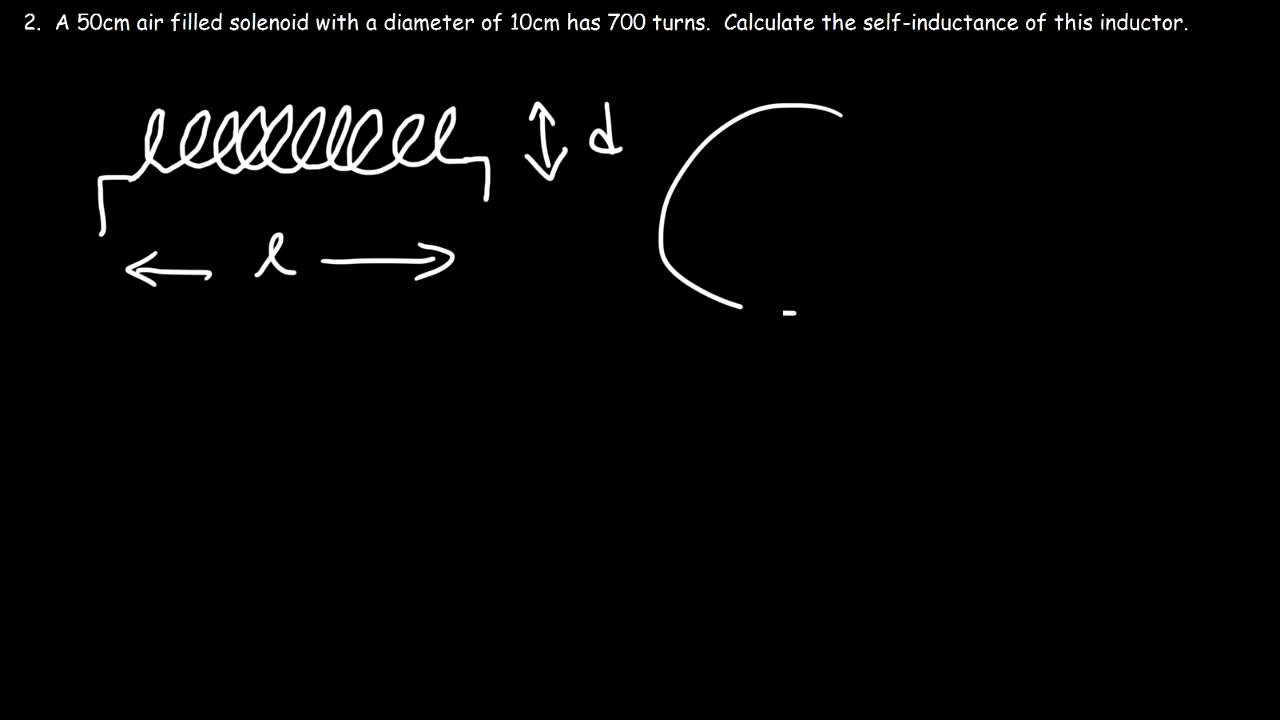 2. A 50cm air filled solenoid with a diameter of 10cm has 700 turns. Calculate the self-inductance of this inductor.
d
l